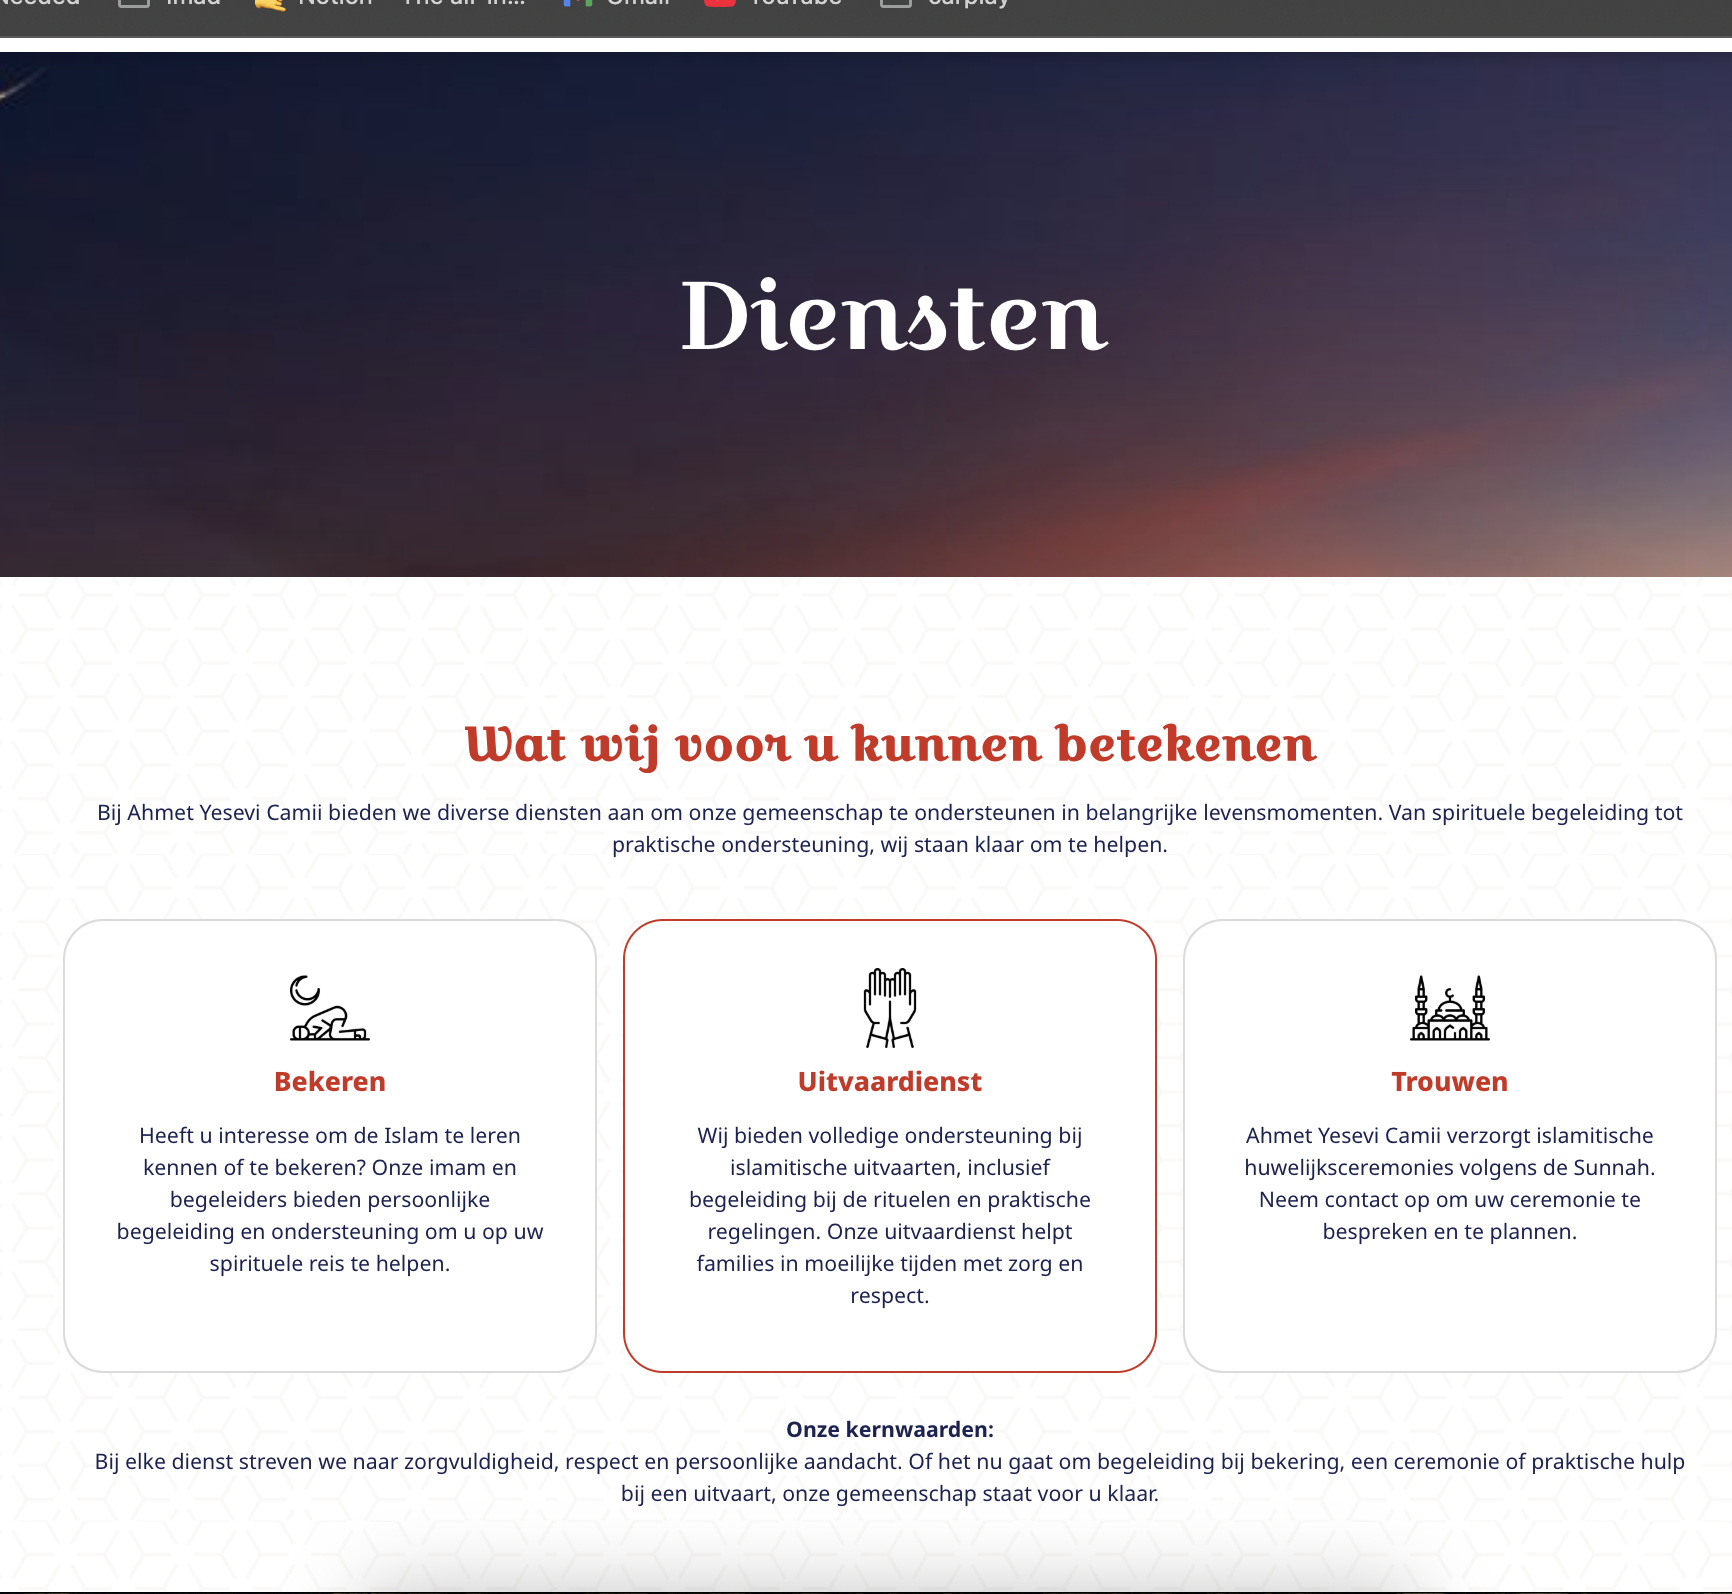 Notion
Gmail
YouTube
carplay
Diensten
Wat wij voor u kunnen betekenen
Bij Ahmet Yesevi Camii bieden we diverse diensten aan om onze gemeenschap te ondersteunen in belangrijke levensmomenten. Van spirituele begeleiding tot
praktische ondersteuning, wij staan klaar om te helpen.
Bekeren
Heeft u interesse om de Islam te leren
kennen of te bekeren? Onze imam en
begeleiders bieden persoonlijke
begeleiding en ondersteuning om u op uw
spirituele reis te helpen.
Uitvaardienst
Wij bieden volledige ondersteuning bij
islamitische uitvaarten, inclusief
begeleiding bij de rituelen en praktische
regelingen. Onze uitvaardienst helpt
families in moeilijke tijden met zorg en
respect.
Trouwen
Ahmet Yesevi Camii verzorgt islamitische
huwelijksceremonies volgens de Sunnah.
Neem contact op om uw ceremonie te
bespreken en te plannen.
Onze kernwaarden:
Bij elke dienst streven we naar zorgvuldigheid, respect en persoonlijke aandacht. Of het nu gaat om begeleiding bij bekering, een ceremonie of praktische hulp
bij een uitvaart, onze gemeenschap staat voor u klaar.